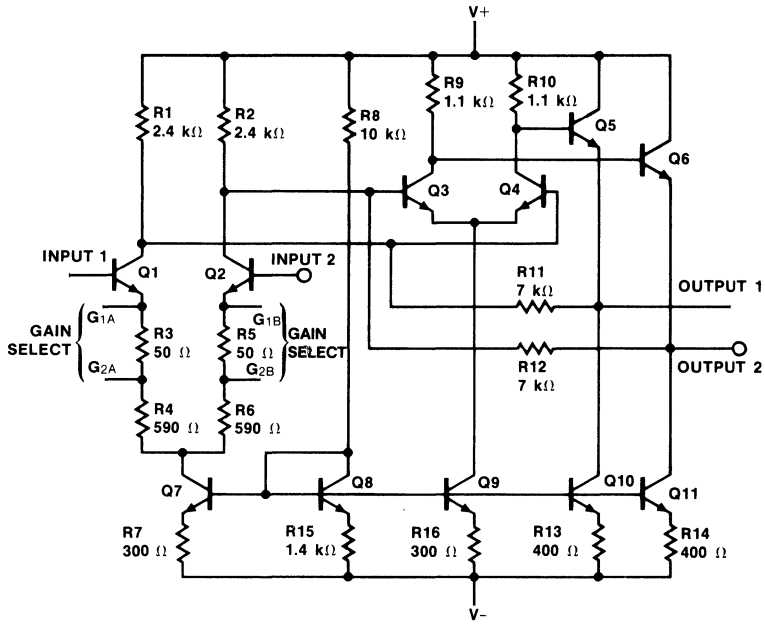 V+
R1
2.4 kΩ
R2
2.4 kΩ
R8
10 kΩ
R9
1.1 kΩ
R10
1.1 kΩ
Q5
Q6
Q3
Q4
INPUT 1
Q1
Q2
INPUT 2
R11
7 kΩ
OUTPUT 1
GAIN
SELECT
G1A
R3
50 Ω
G2A
G1B
R5
50 Ω
G2B
GAIN
SELECT
R12
7 kΩ
OUTPUT 2
R4
590 Ω
R6
590 Ω
Q7
Q8
Q9
Q10
Q11
R7
300 Ω
R15
1.4 kΩ
R16
300 Ω
R13
400 Ω
R14
400 Ω
V−